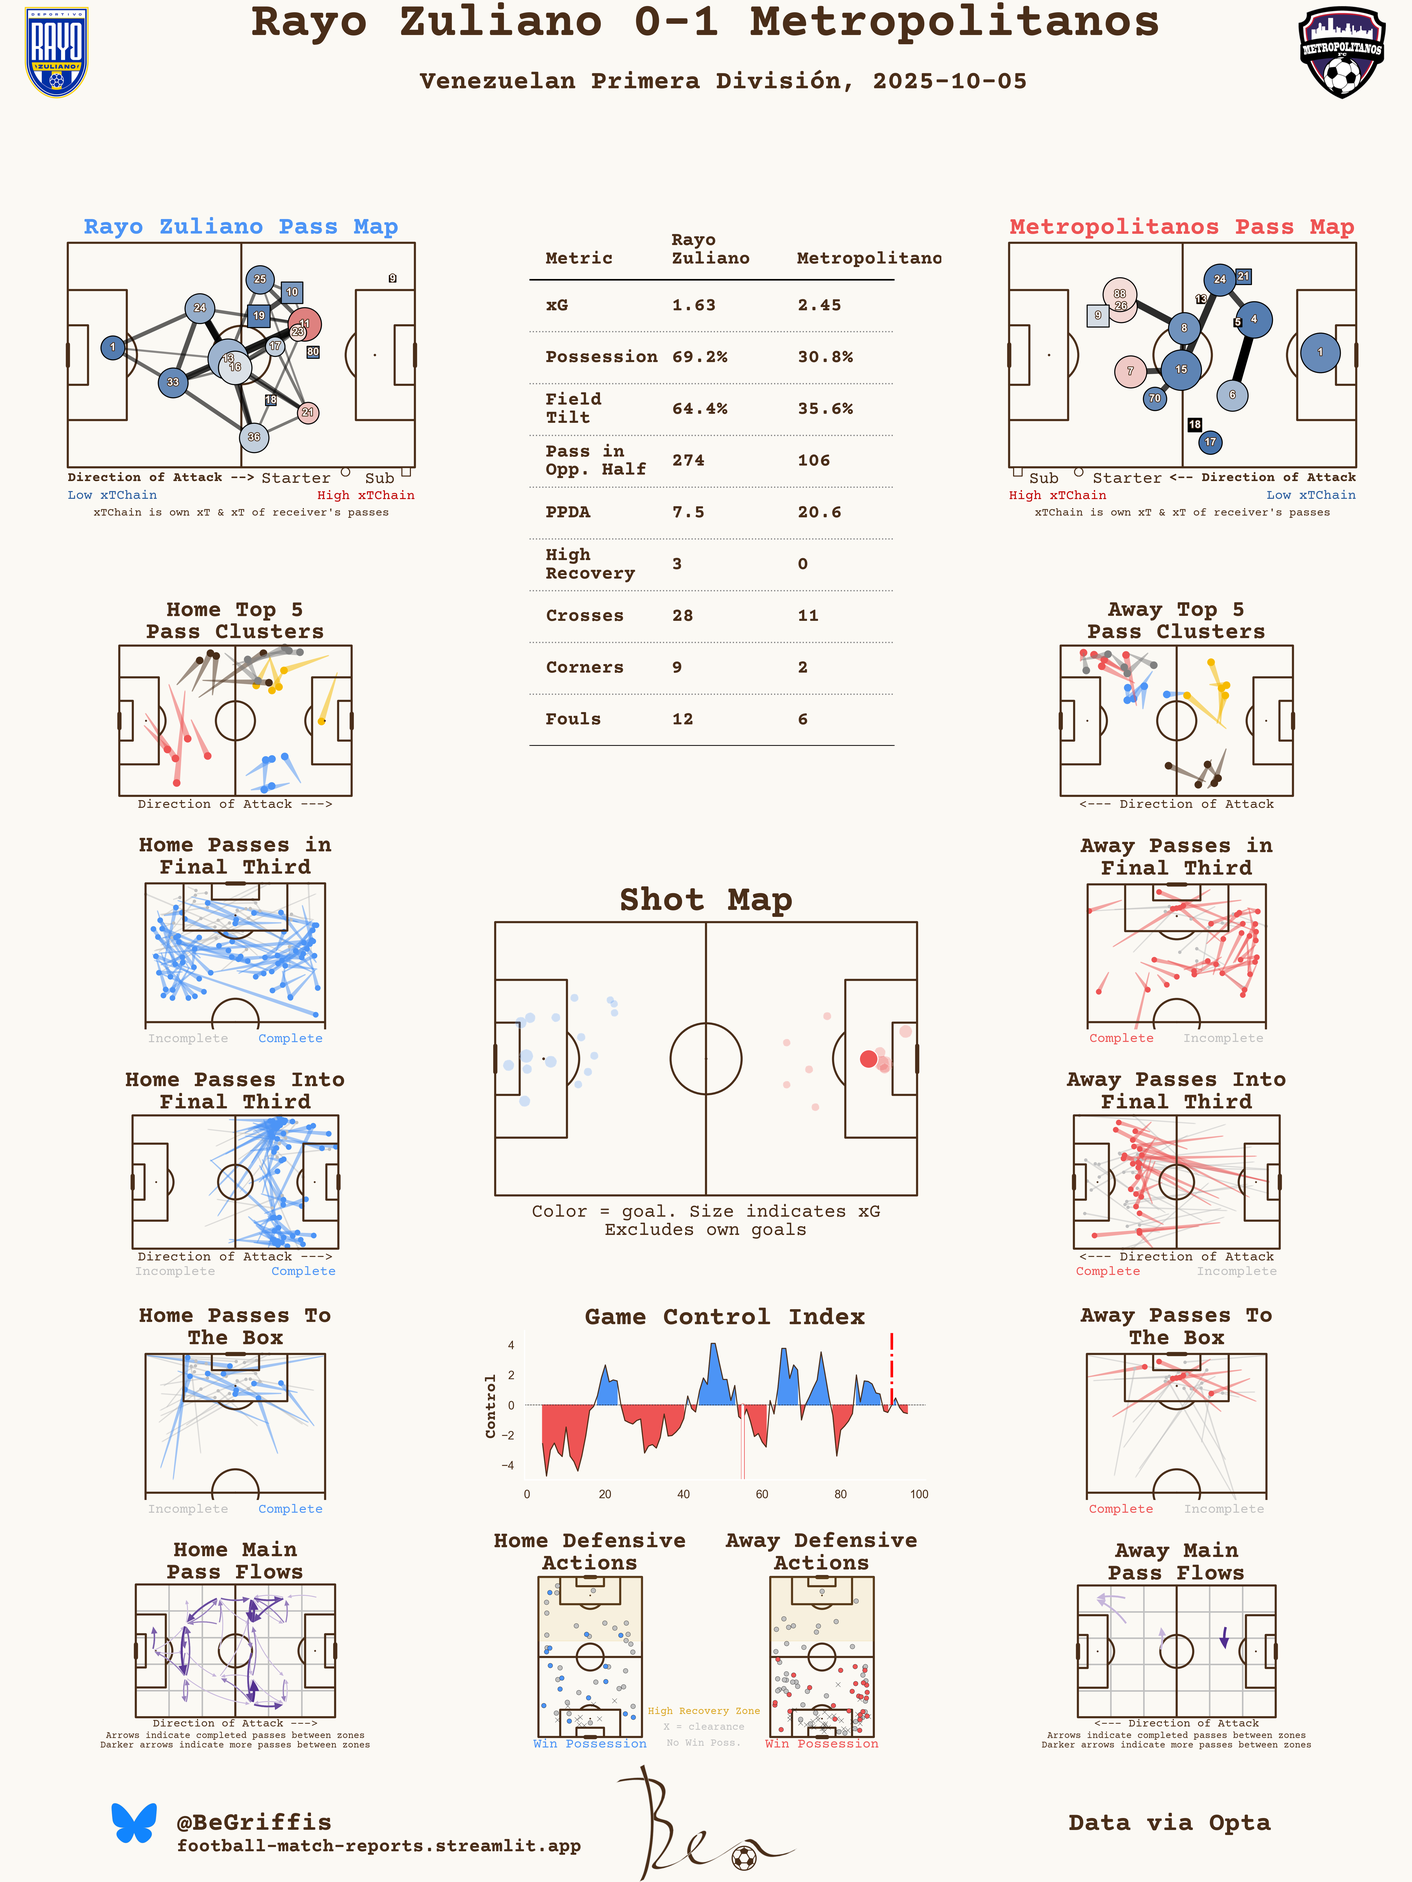 Rayo Zuliano 0-1 Metropolitanos
Venezuelan Primera División, 2025-10-05
DEPORTIVO
RAYO
ZULIANO
METROPOLITANOS
FC
Rayo Zuliano Pass Map
25
10
9
24
19
11
23
1
17
80
13
16
33
18
21
36
Direction of Attack --> Starter Sub
Low xTChain High xTChain
xTChain is own xT & xT of receiver's passes
Metric Rayo Zuliano Metropolitano
xG 1.63 2.45
Possession 69.2% 30.8%
Field Tilt 64.4% 35.6%
Pass in Opp. Half 274 106
PPDA 7.5 20.6
High Recovery 3 0
Crosses 28 11
Corners 9 2
Fouls 12 6
Metropolitanos Pass Map
24
21
88
26
13
9
5
4
8
1
7
15
70
6
18
17
Sub Starter <-- Direction of Attack
High xTChain Low xTChain
xTChain is own xT & xT of receiver's passes
Home Top 5
Pass Clusters
Direction of Attack --->
Away Top 5
Pass Clusters
<--- Direction of Attack
Home Passes in
Final Third
Incomplete Complete
Away Passes in
Final Third
Complete Incomplete
Shot Map
Color = goal. Size indicates xG
Excludes own goals
Home Passes Into
Final Third
Direction of Attack --->
Incomplete Complete
Away Passes Into
Final Third
<--- Direction of Attack
Complete Incomplete
Home Passes To
The Box
Incomplete Complete
Game Control Index
Control
4
2
0
−2
−4
0 20 40 60 80 100
Away Passes To
The Box
Complete Incomplete
Home Main
Pass Flows
Direction of Attack --->
Arrows indicate completed passes between zones
Darker arrows indicate more passes between zones
Home Defensive
Actions
Win Possession
High Recovery Zone
X = clearance
No Win Poss.
Away Defensive
Actions
Win Possession
Away Main
Pass Flows
<--- Direction of Attack
Arrows indicate completed passes between zones
Darker arrows indicate more passes between zones
@BeGriffis
football-match-reports.streamlit.app
Ben
Data via Opta